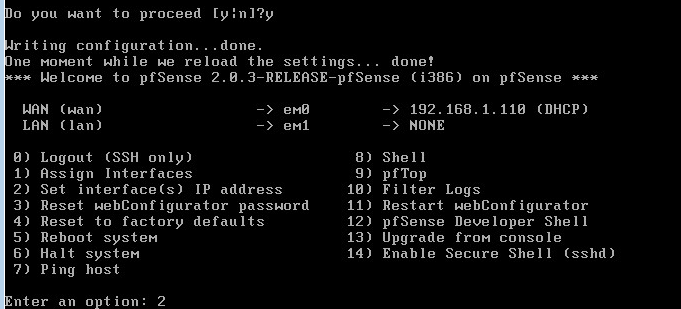 Do you want to proceed [y|n]?y
Writing configuration...done.
One moment while we reload the settings... done!
*** Welcome to pfSense 2.0.3-RELEASE-pfSense (i386) on pfSense ***
WAN (wan) -> em0 -> 192.168.1.110 (DHCP)
LAN (lan) -> em1 -> NONE
0) Logout (SSH only) 8) Shell
1) Assign Interfaces 9) pfTop
2) Set interface(s) IP address 10) Filter Logs
3) Reset webConfigurator password 11) Restart webConfigurator
4) Reset to factory defaults 12) pfSense Developer Shell
5) Reboot system 13) Upgrade from console
6) Halt system 14) Enable Secure Shell (sshd)
7) Ping host
Enter an option: 2